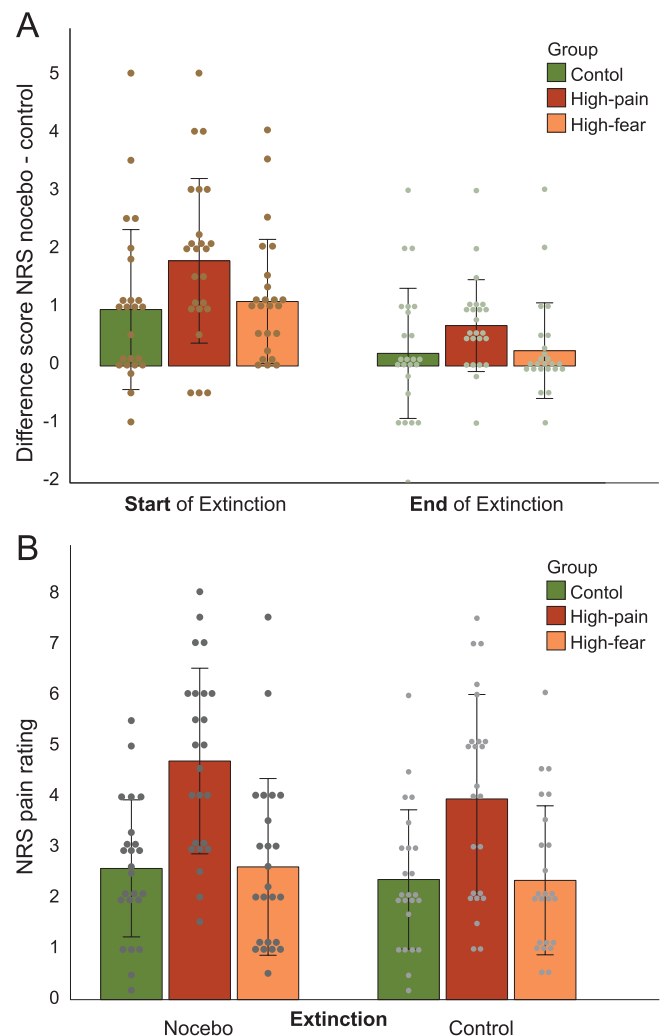 A
Difference score NRS nocebo - control
5
4
3
2
1
0
-1
-2
Group
Contol
High-pain
High-fear
Start of Extinction
End of Extinction
B
NRS pain rating
8
7
6
5
4
3
2
1
0
Group
Contol
High-pain
High-fear
Nocebo
Extinction
Control